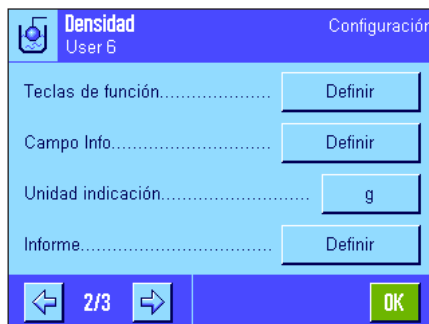 Densidad
Configuración
User 6
Teclas de función..................... Definir
Campo Info.............................. Definir
Unidad indicación............................ g
Informe................................... Definir
2/3
OK